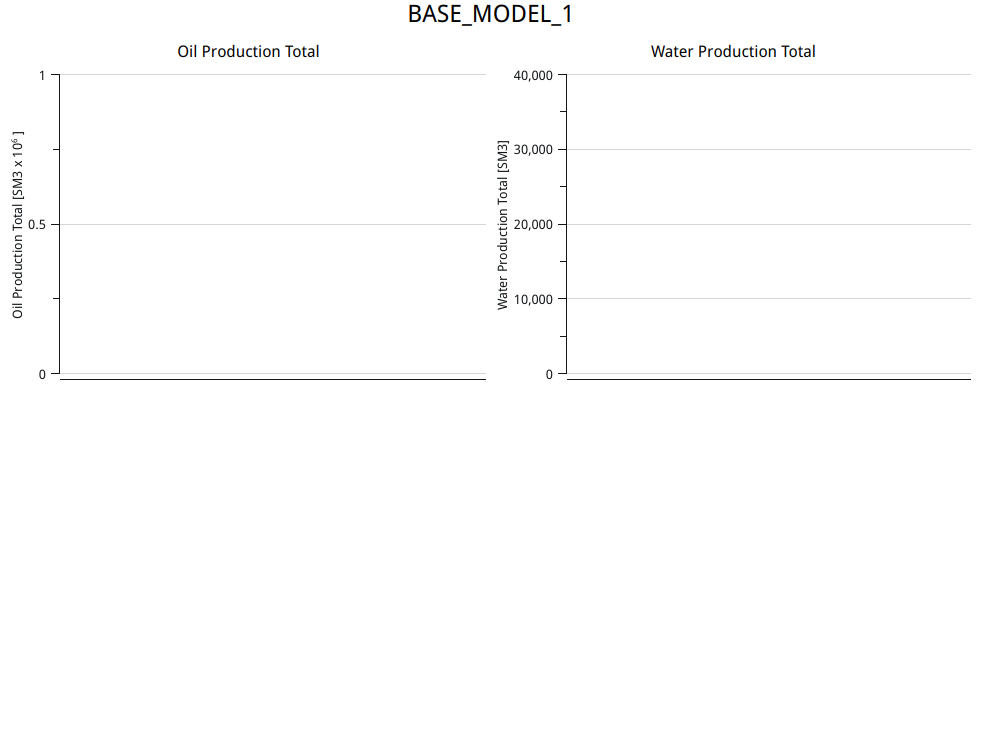 BASE_MODEL_1
Oil Production Total
Oil Production Total [SM3 x 10⁶ ]
1
0.5
0
Water Production Total
Water Production Total [SM3]
40,000
30,000
20,000
10,000
0